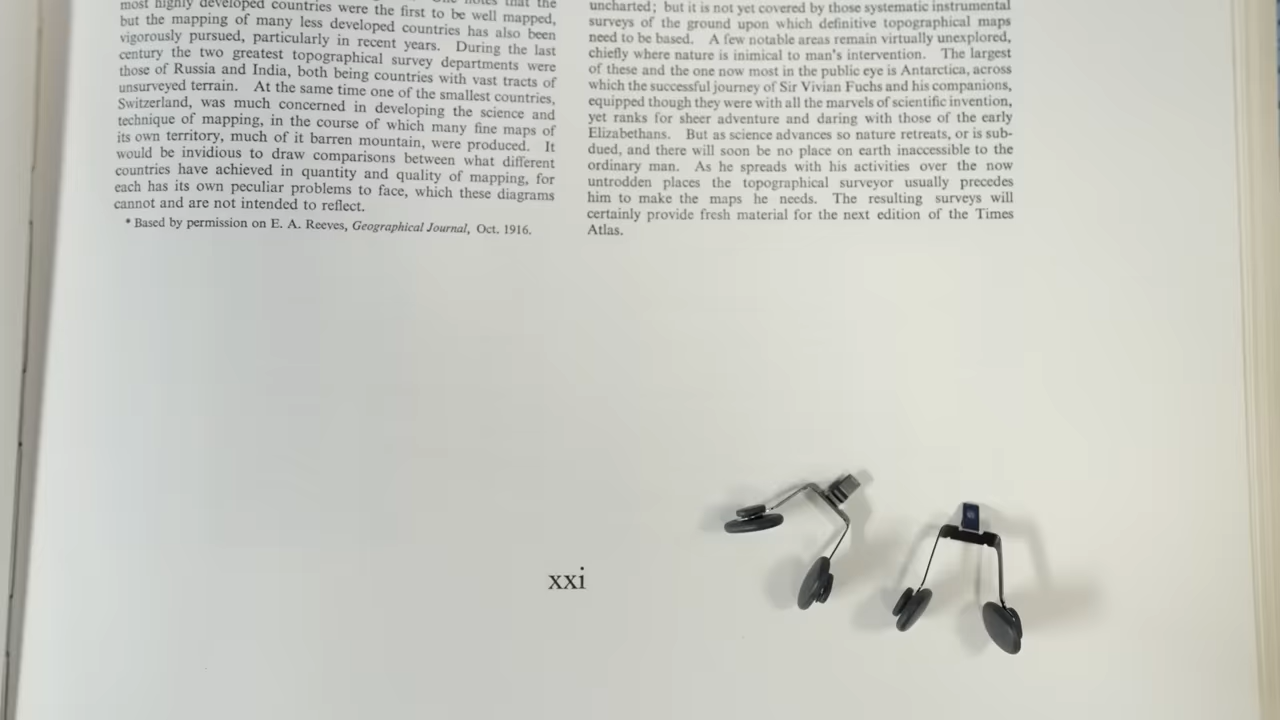 most highly developed countries were the first to be well mapped,
but the mapping of many less developed countries has also been
vigorously pursued, particularly in recent years. During the last
century the two greatest topographical survey departments were
those of Russia and India, both being countries with vast tracts of
unsurveyed terrain. At the same time one of the smallest countries,
Switzerland, was much concerned in developing the science and
technique of mapping, in the course of which many fine maps of
its own territory, much of it barren mountain, were produced. It
would be invidious to draw comparisons between what different
countries have achieved in quantity and quality of mapping, for
each has its own peculiar problems to face, which these diagrams
cannot and are not intended to reflect.
* Based by permission on E. A. Reeves, Geographical Journal, Oct. 1916.
uncharted; but it is not yet covered by those systematic instrumental
surveys of the ground upon which definitive topographical maps
need to be based. A few notable areas remain virtually unexplored,
chiefly where nature is inimical to man's intervention. The largest
of these and the one now most in the public eye is Antarctica, across
which the successful journey of Sir Vivian Fuchs and his companions,
equipped though they were with all the marvels of scientific invention,
yet ranks for sheer adventure and daring with those of the early
Elizabethans. But as science advances so nature retreats, or is sub-
dued, and there will soon be no place on earth inaccessible to the
ordinary man. As he spreads with his activities over the now
untrodden places the topographical surveyor usually precedes
him to make the maps he needs. The resulting surveys will
certainly provide fresh material for the next edition of the Times
Atlas.
xxi